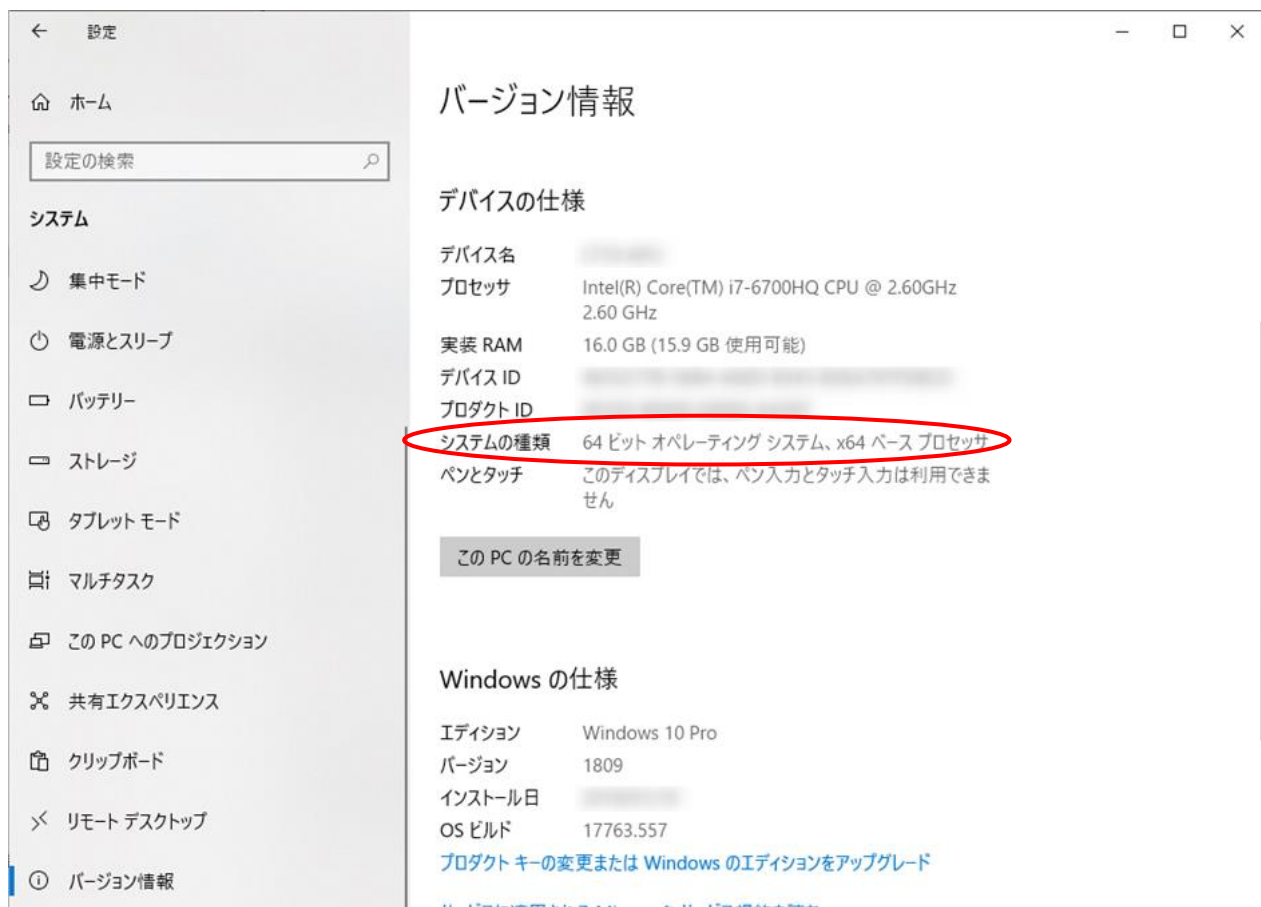 設定
ホーム
設定の検索
システム
集中モード
電源とスリープ
バッテリー
ストレージ
タブレット モード
マルチタスク
この PC へのプロジェクション
共有エクスペリエンス
クリップボード
リモート デスクトップ
バージョン情報
バージョン情報
デバイスの仕様
デバイス名
プロセッサ Intel(R) Core(TM) i7-6700HQ CPU @ 2.60GHz
2.60 GHz
実装 RAM 16.0 GB (15.9 GB 使用可能)
デバイス ID
プロダクト ID
システムの種類 64 ビット オペレーティング システム、x64 ベース プロセッサ
ペンとタッチ このディスプレイでは、ペン入力とタッチ入力は利用できま
せん
この PC の名前を変更
Windows の仕様
エディション Windows 10 Pro
バージョン 1809
インストール日
OS ビルド 17763.557
プロダクト キーの変更または Windows のエディションをアップグレード